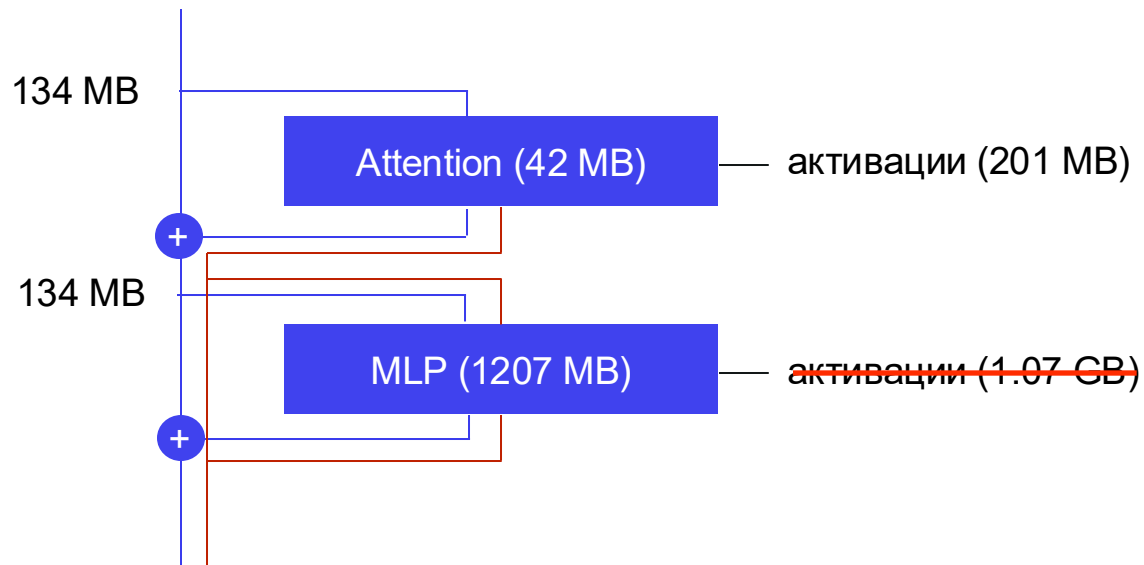 134 MB
Attention (42 MB)
активации (201 MB)
+
134 MB
MLP (1207 MB)
активации (1.07 GB)
+